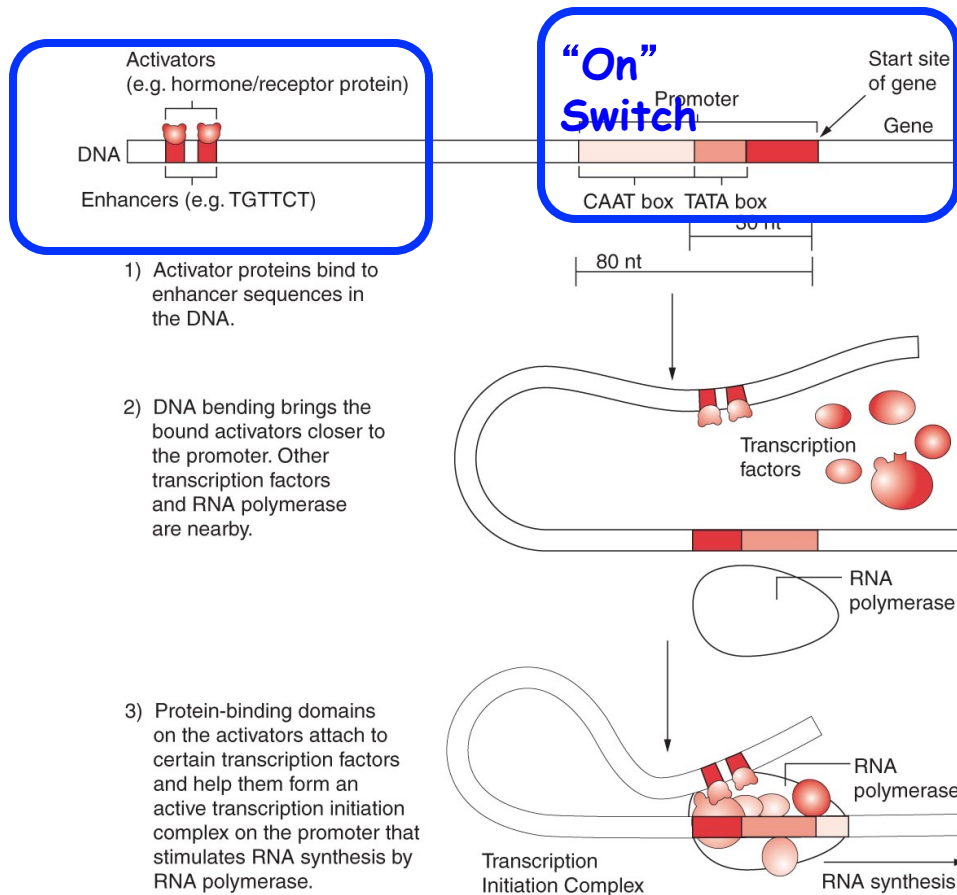 Activators
(e.g. hormone/receptor protein)
“On”
Switch
Promoter
Start site
of gene
Gene
DNA
Enhancers (e.g. TGTTCT)
CAAT box
TATA box
30 nt
80 nt
1) Activator proteins bind to
enhancer sequences in
the DNA.
2) DNA bending brings the
bound activators closer to
the promoter. Other
transcription factors
and RNA polymerase
are nearby.
Transcription
factors
RNA
polymerase
3) Protein-binding domains
on the activators attach to
certain transcription factors
and help them form an
active transcription initiation
complex on the promoter that
stimulates RNA synthesis by
RNA polymerase.
RNA
polymerase
Transcription
Initiation Complex
RNA synthesis